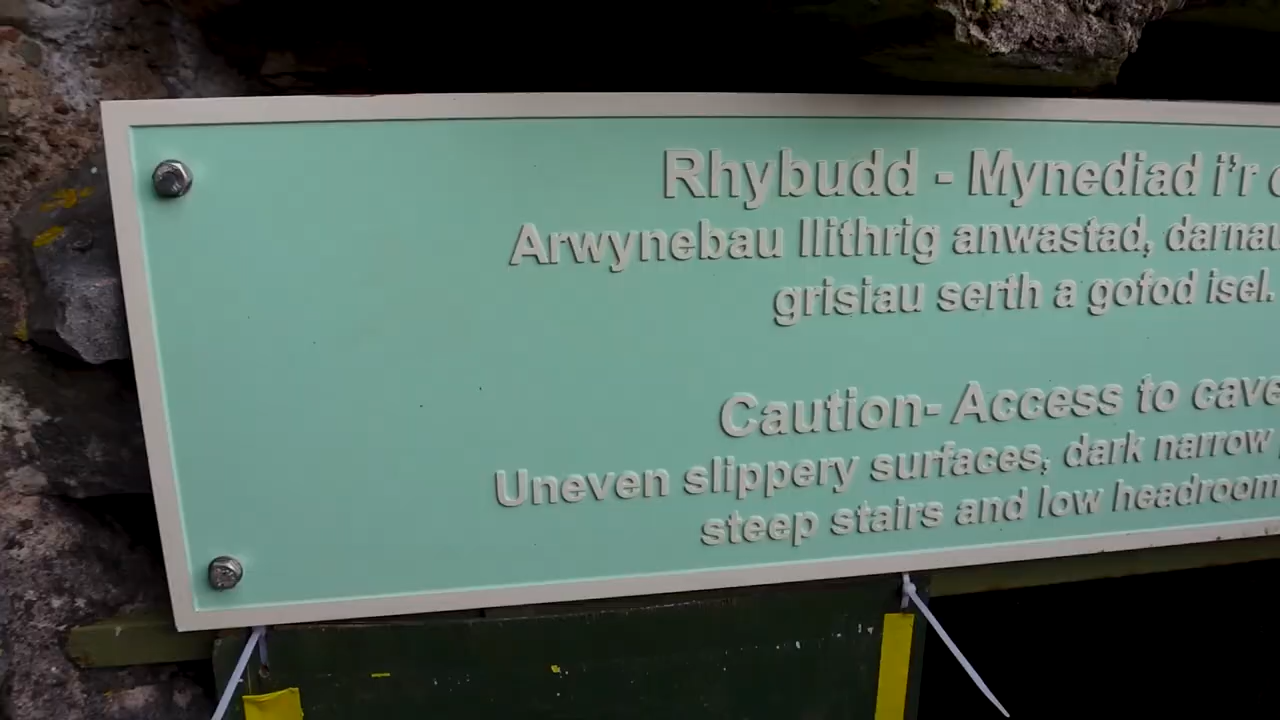 Rhybudd - Mynediad i'r
Arwynebau llithrig anwastad,
grisiau serth a gofod isel.
Caution- Access to cave
Uneven slippery surfaces, dark narrow
steep stairs and low headroom